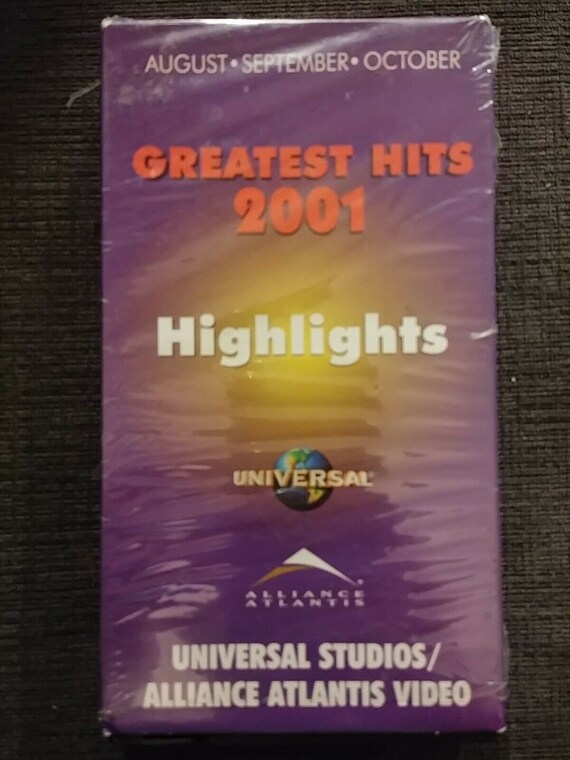 AUGUST • SEPTEMBER • OCTOBER
GREATEST HITS
2001
Highlights
UNIVERSAL
ALLIANCE
ATLANTIS
UNIVERSAL STUDIOS/
ALLIANCE ATLANTIS VIDEO